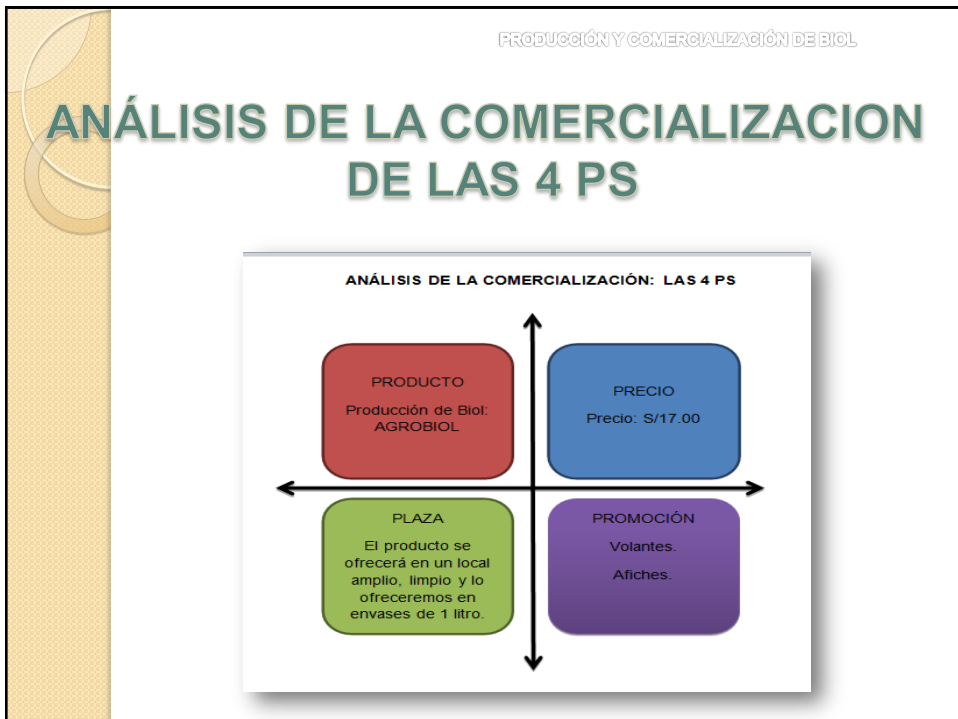 PRODUCCIÓN Y COMERCIALIZACIÓN DE BIOL
ANÁLISIS DE LA COMERCIALIZACION
DE LAS 4 PS
ANÁLISIS DE LA COMERCIALIZACIÓN: LAS 4 PS
PRODUCTO
Producción de Biol:
AGROBIOL
PRECIO
Precio: S/17.00
PLAZA
El producto se
ofrecerá en un local
amplio, limpio y lo
ofreceremos en
envases de 1 litro.
PROMOCIÓN
Volantes.
Afiches.